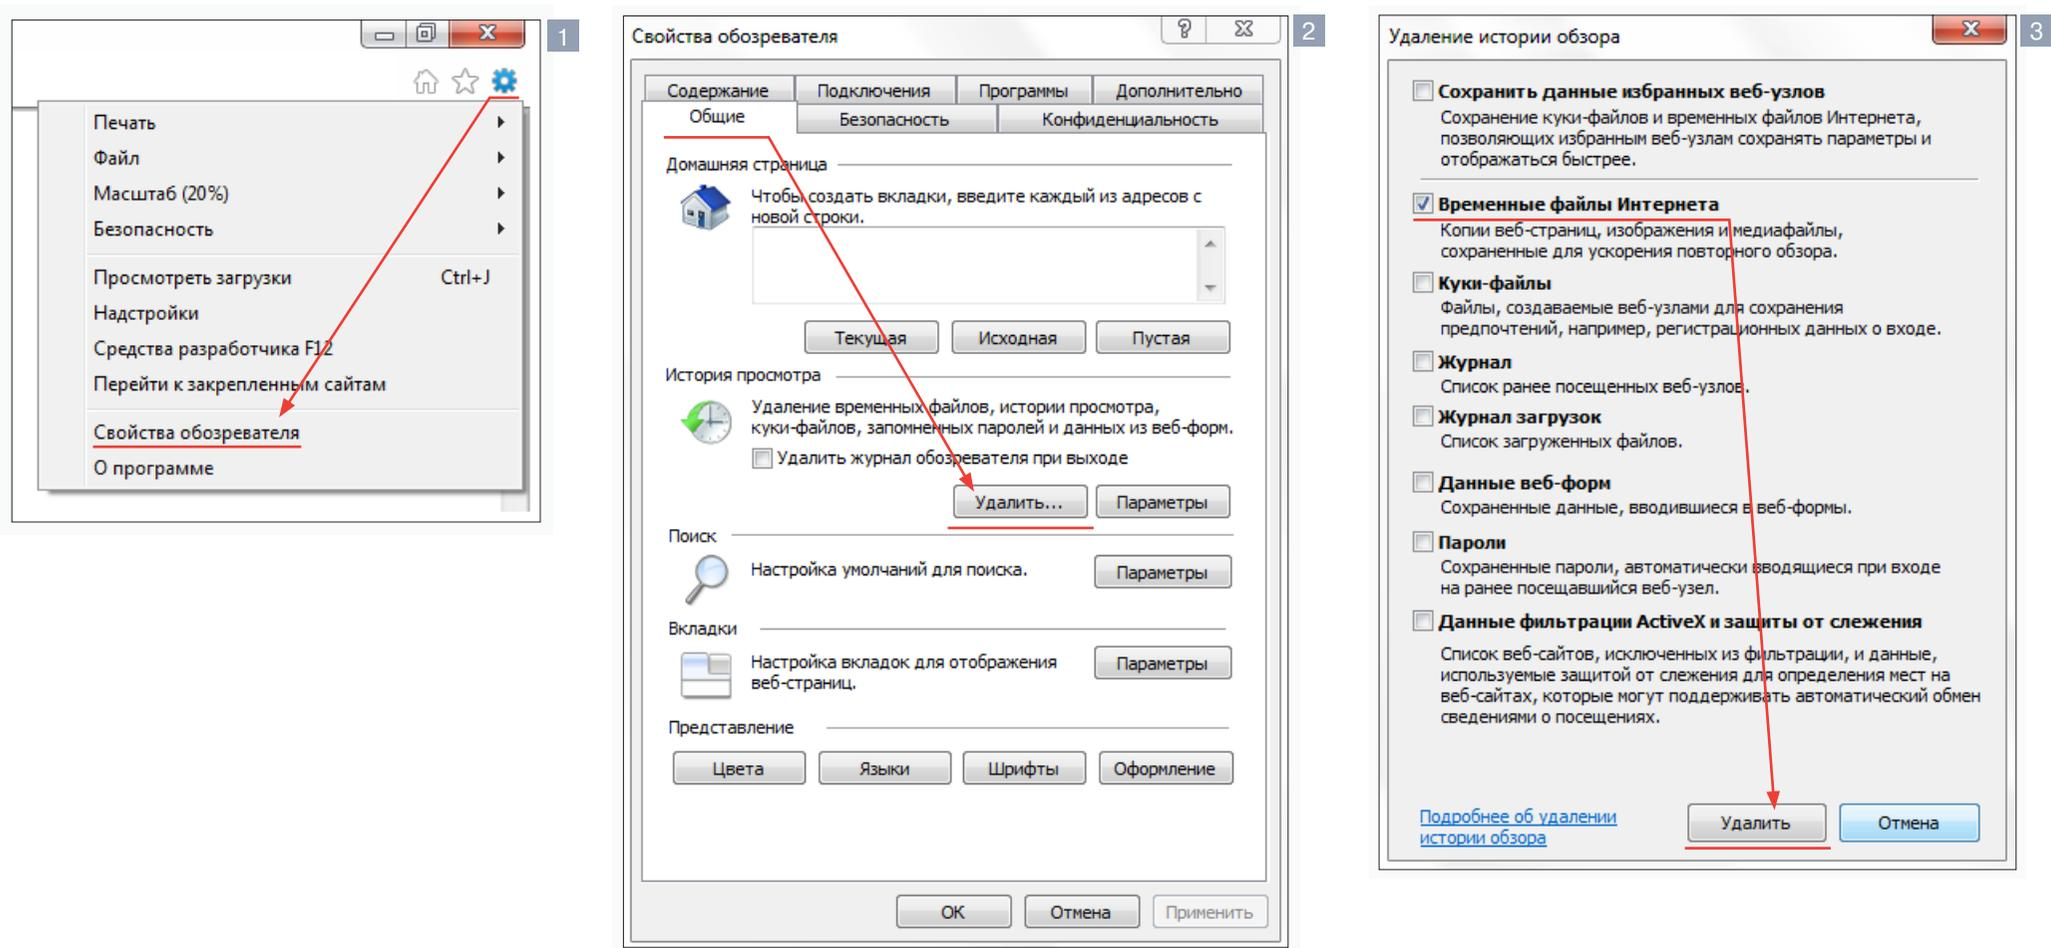 1
Печать
Файл
Масштаб (20%)
Безопасность
Просмотреть загрузки Ctrl+J
Надстройки
Средства разработчика F12
Перейти к закрепленным сайтам
Свойства обозревателя
О программе
2
Свойства обозревателя
Содержание Подключения Программы Дополнительно
Общие Безопасность Конфиденциальность
Домашняя страница
Чтобы создать вкладки, введите каждый из адресов с
новой строки.
Текущая Исходная Пустая
История просмотра
Удаление временных файлов, истории просмотра,
куки-файлов, запомненных паролей и данных из веб-форм.
Удалить журнал обозревателя при выходе
Удалить... Параметры
Поиск
Настройка умолчаний для поиска. Параметры
Вкладки
Настройка вкладок для отображения
веб-страниц.
Параметры
Представление
Цвета Языки Шрифты Оформление
ОК Отмена Применить
3
Удаление истории обзора
Сохранить данные избранных веб-узлов
Сохранение куки-файлов и временных файлов Интернета,
позволяющих избранным веб-узлам сохранять параметры и
отображаться быстрее.
Временные файлы Интернета
Копии веб-страниц, изображения и медиафайлы,
сохраненные для ускорения повторного обзора.
Куки-файлы
Файлы, создаваемые веб-узлами для сохранения
предпочтений, например, регистрационных данных о входе.
Журнал
Список ранее посещенных веб-узлов.
Журнал загрузок
Список загруженных файлов.
Данные веб-форм
Сохраненные данные, вводившиеся в веб-формы.
Пароли
Сохраненные пароли, автоматически вводящиеся при входе
на ранее посещавшийся веб-узел.
Данные фильтрации ActiveX и защиты от слежения
Список веб-сайтов, исключенных из фильтрации, и данные,
используемые защитой от слежения для определения мест на
веб-сайтах, которые могут поддерживать автоматический обмен
сведениями о посещениях.
Подробнее об удалении
истории обзора
Удалить Отмена